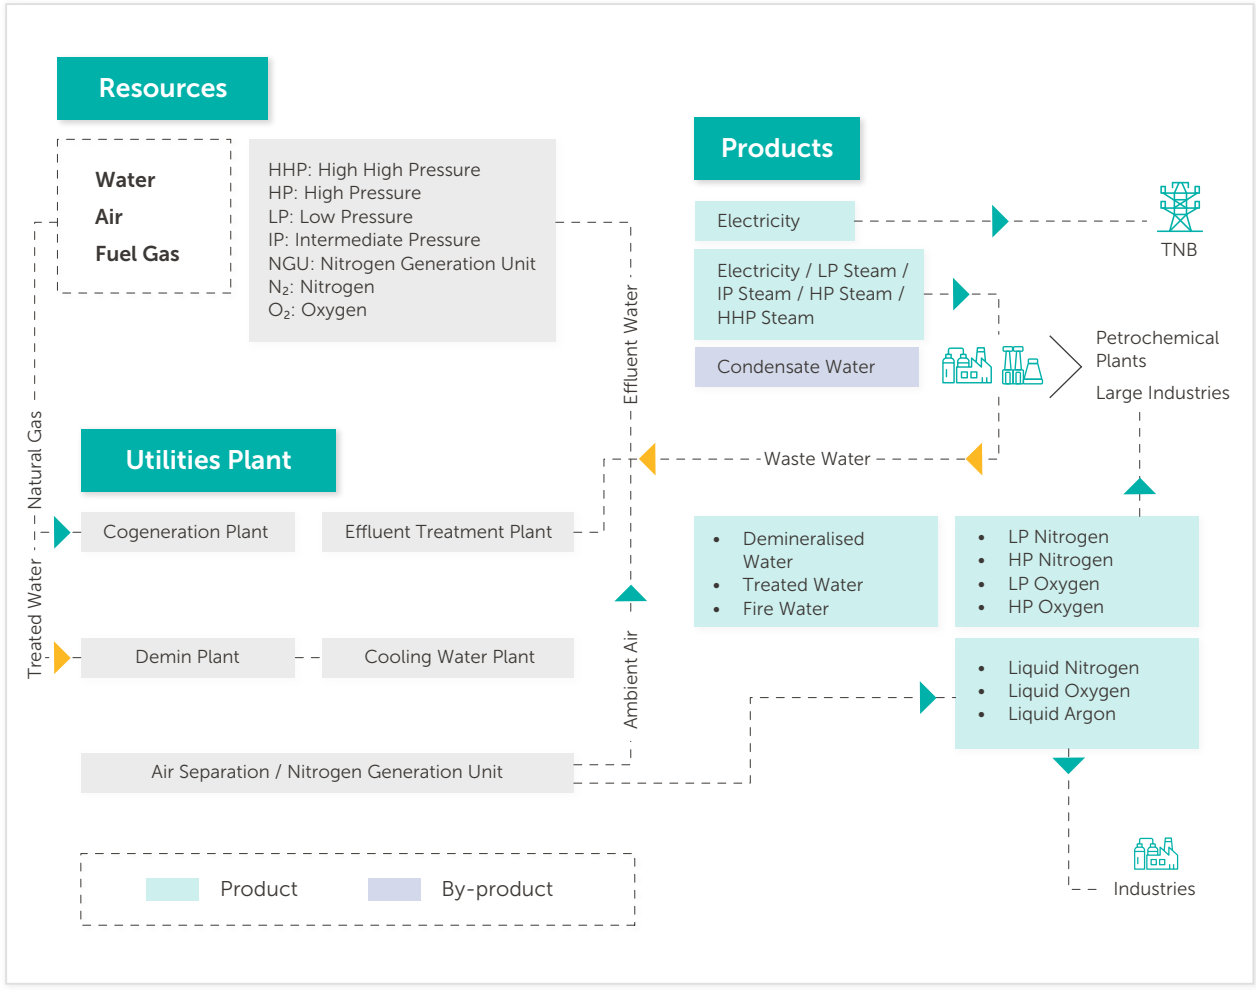 Resources
Water
Air
Fuel Gas
HHP: High High Pressure
HP: High Pressure
LP: Low Pressure
IP: Intermediate Pressure
NGU: Nitrogen Generation Unit
N₂: Nitrogen
O₂: Oxygen
Natural Gas
Treated Water
Effluent Water
Ambient Air
Utilities Plant
Cogeneration Plant
Effluent Treatment Plant
Demin Plant
Cooling Water Plant
Air Separation / Nitrogen Generation Unit
Products
Electricity
TNB
Electricity / LP Steam /
IP Steam / HP Steam /
HHP Steam
Condensate Water
Petrochemical
Plants
Large Industries
Waste Water
• Demineralised
Water
• Treated Water
• Fire Water
• LP Nitrogen
• HP Nitrogen
• LP Oxygen
• HP Oxygen
• Liquid Nitrogen
• Liquid Oxygen
• Liquid Argon
Industries
Product
By-product